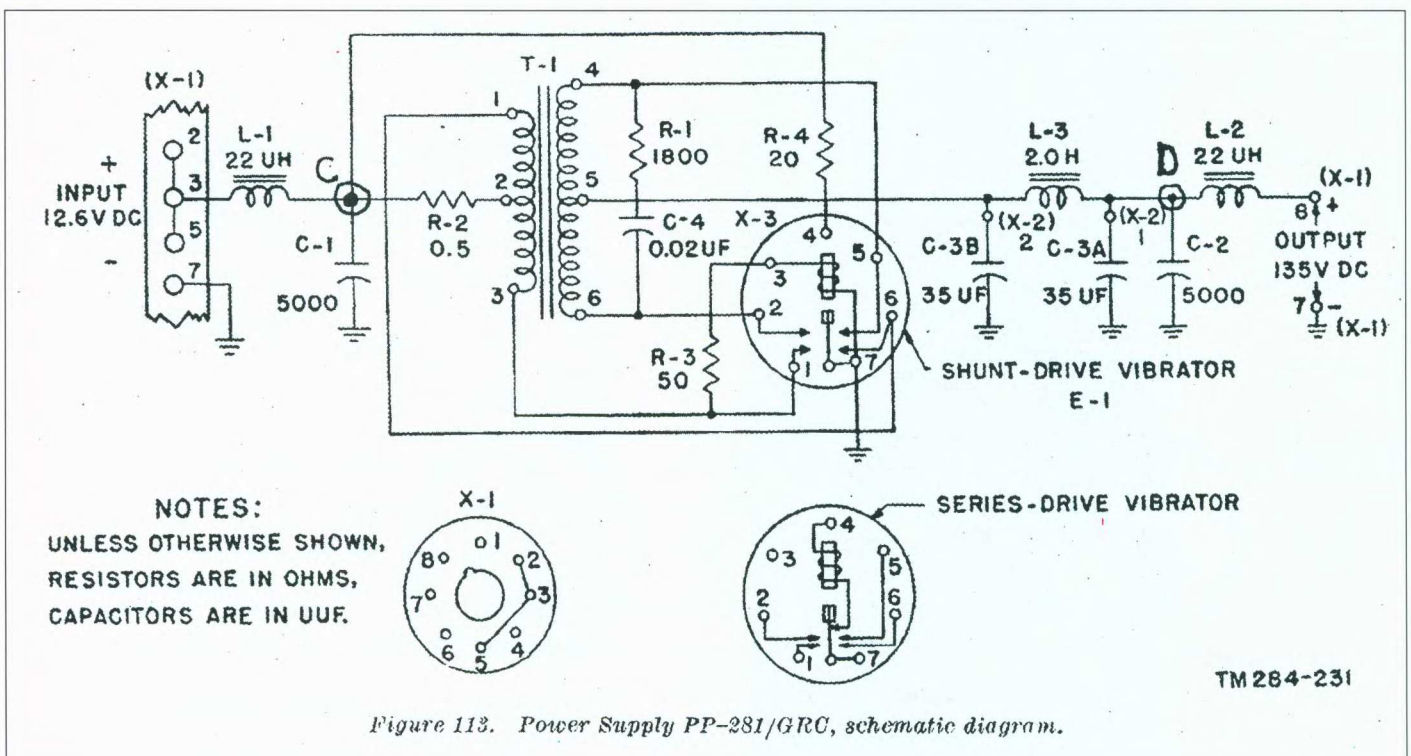 (X-1)
2
3
5
7
+
INPUT
12.6V DC
-
L-1
22 UH
C
C-1
5000
R-2
0.5
T-1
1
2
3
4
5
6
R-1
1800
C-4
0.02UF
R-3
50
R-4
20
X-3
4
3
5
2
6
1
7
SHUNT-DRIVE VIBRATOR
E-1
L-3
2.0 H
D
L-2
22 UH
(X-2)
2
(X-2)
1
C-3B
35 UF
C-3A
35 UF
C-2
5000
(X-1)
8 +
OUTPUT
135V DC
7 -
(X-1)
NOTES:
UNLESS OTHERWISE SHOWN,
RESISTORS ARE IN OHMS,
CAPACITORS ARE IN UUF.
X-1
1
2
3
4
5
6
7
8
SERIES-DRIVE VIBRATOR
4
3
5
2
6
1
7
TM284-231
Figure 113. Power Supply PP-281/GRC, schematic diagram.